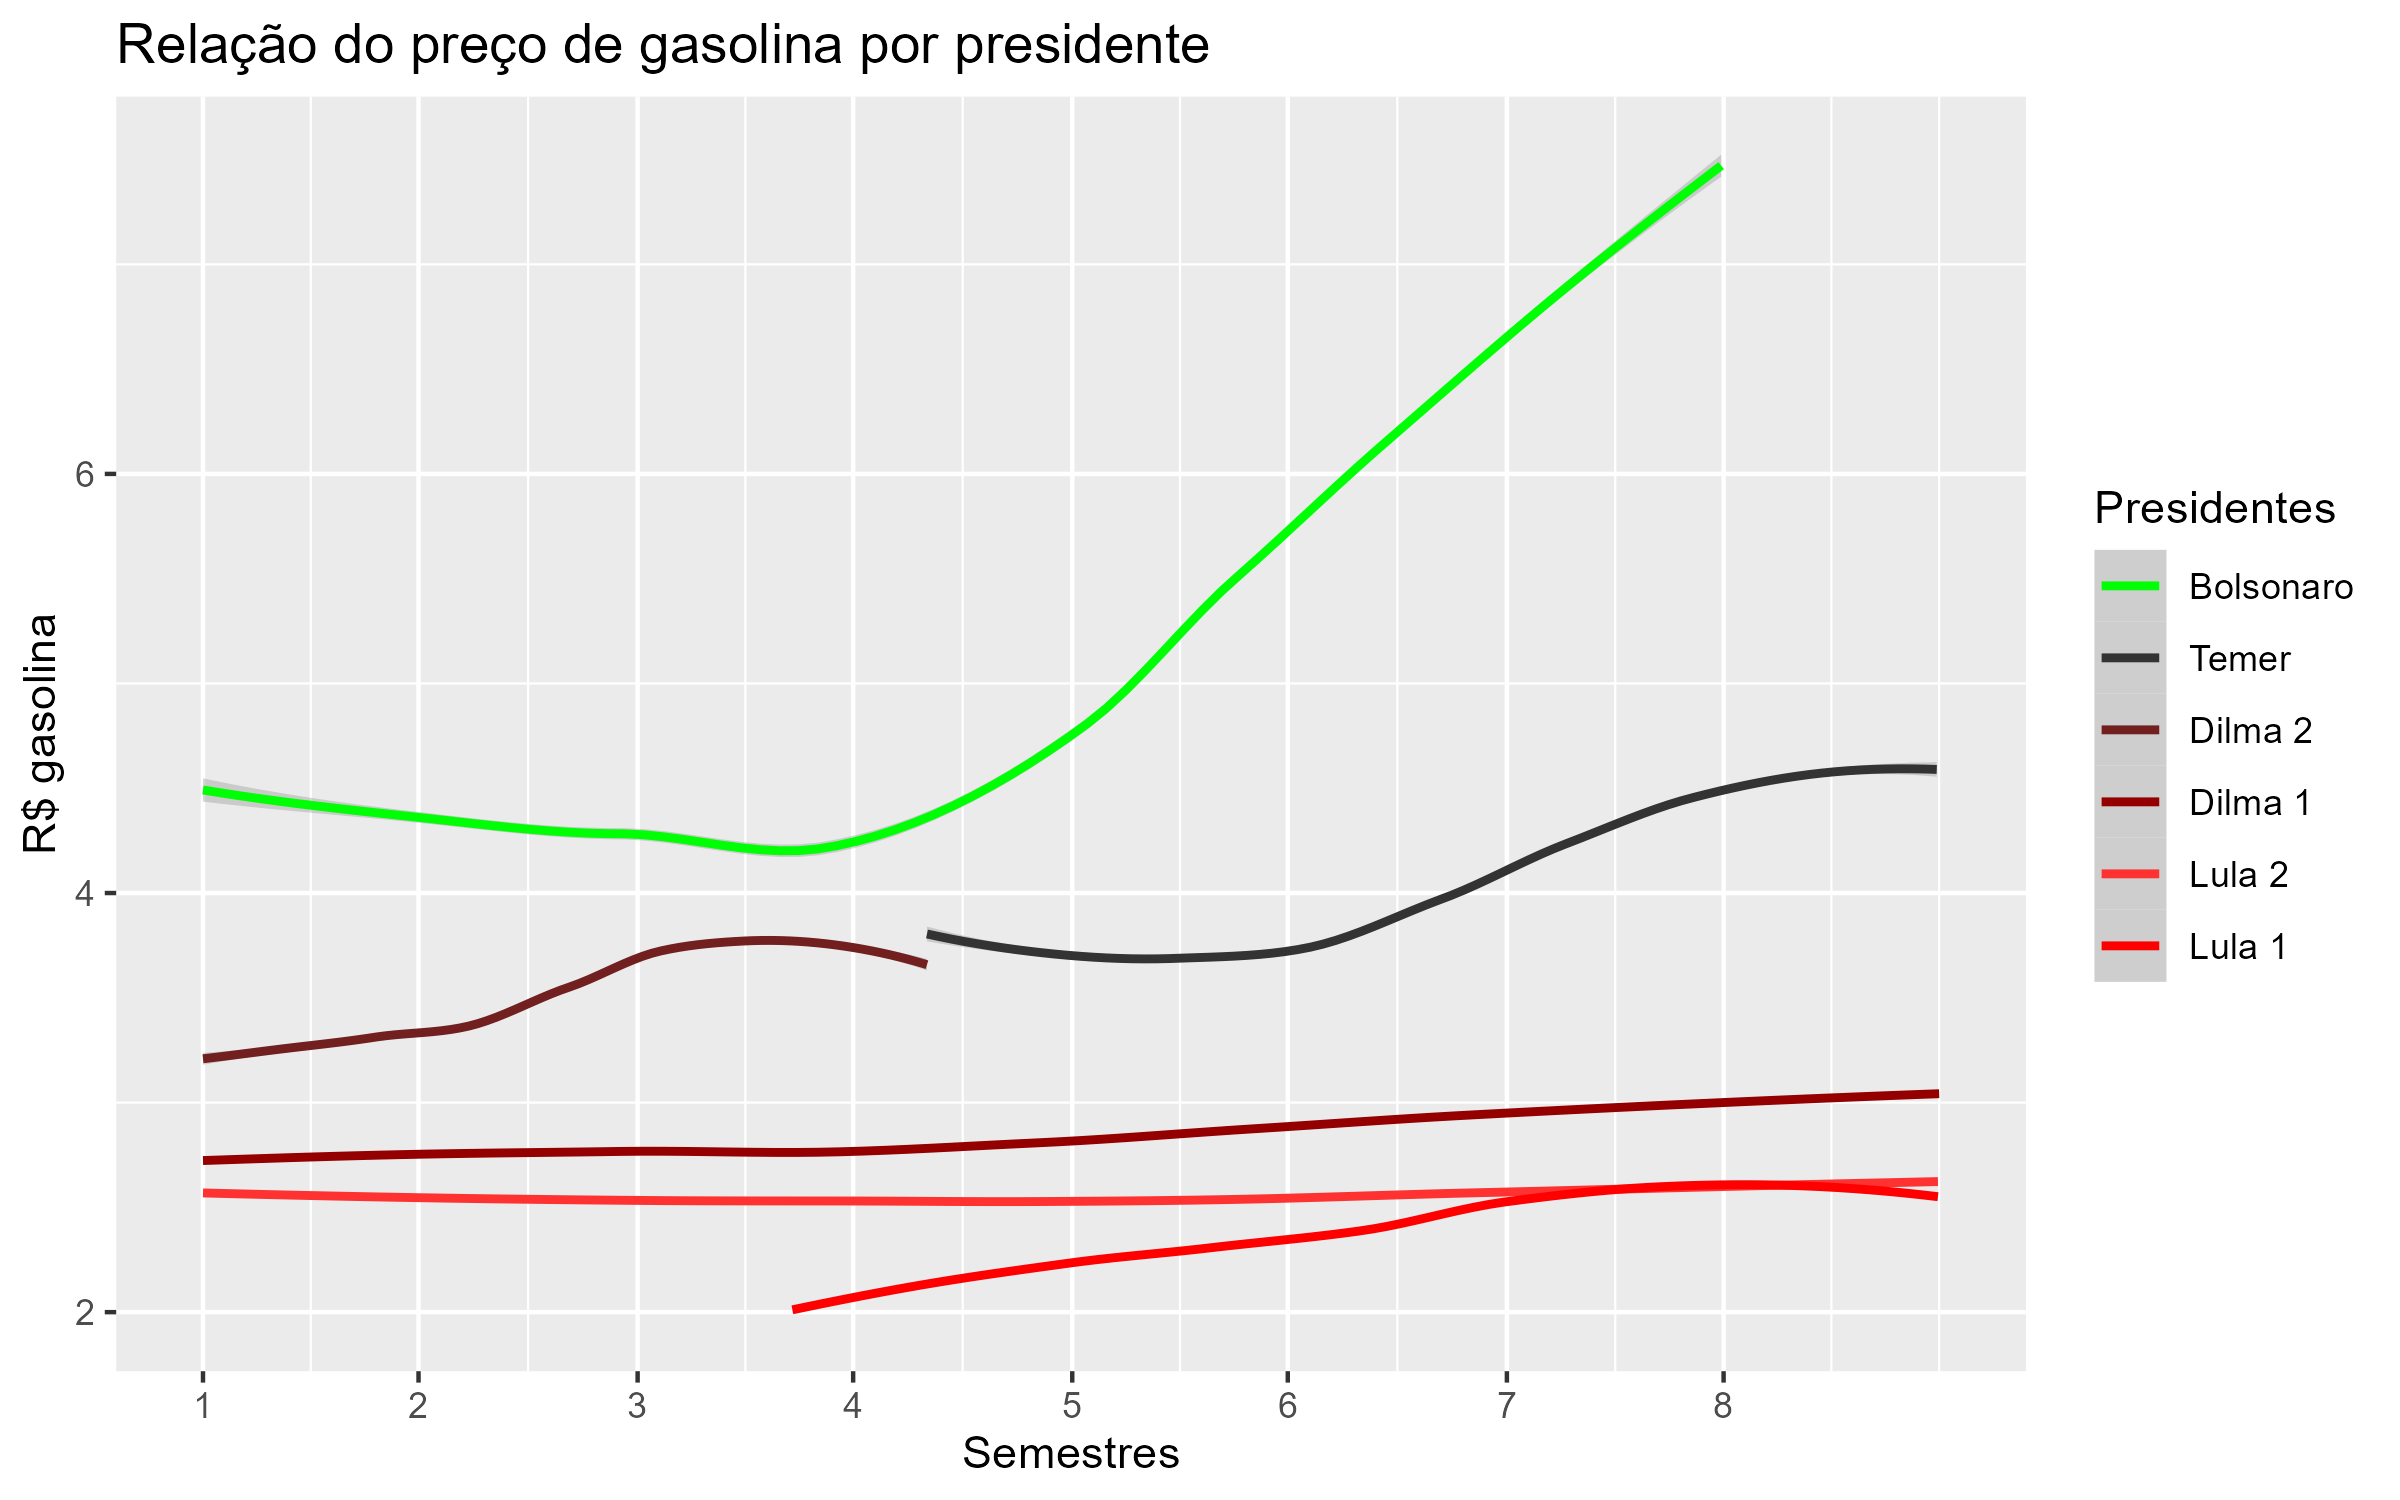 Relação do preço de gasolina por presidente
R$ gasolina
6
4
2
1 2 3 4 5 6 7 8
Semestres
Presidentes
Bolsonaro
Temer
Dilma 2
Dilma 1
Lula 2
Lula 1